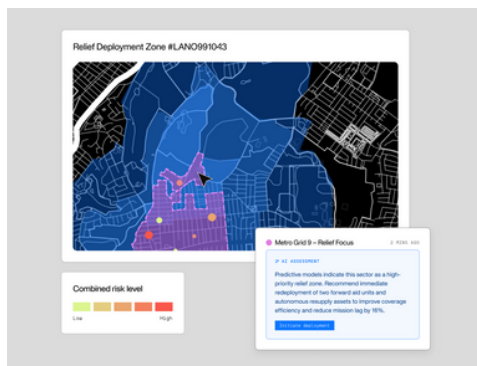 Relief Deployment Zone #LANO991043
Metro Grid 9 – Relief Focus
2 MINS AGO
AI ASSESSMENT
Predictive models indicate this sector as a high-
priority relief zone. Recommend immediate
redeployment of two forward aid units and
autonomous resupply assets to improve coverage
efficiency and reduce mission lag by 16%.
Initiate deployment
Combined risk level
Low
High